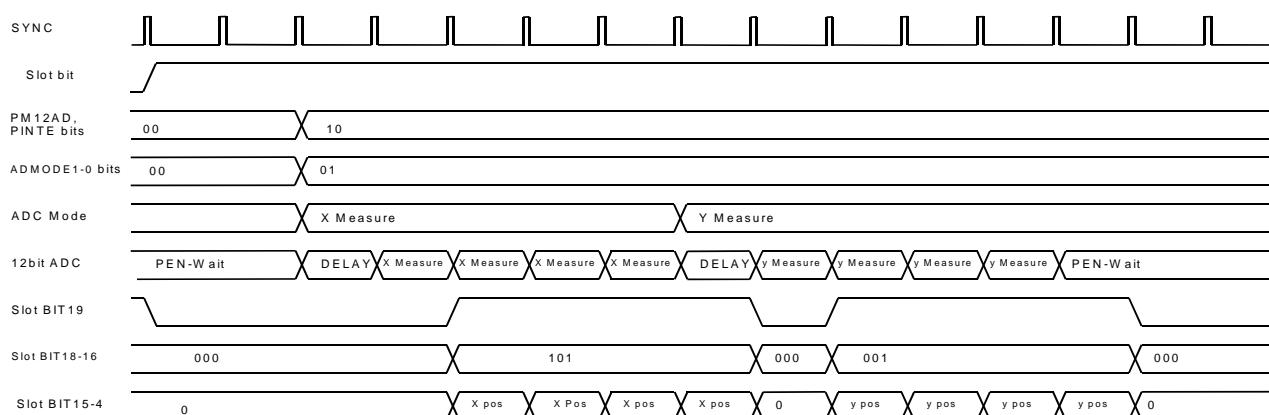 SYNC
Slot bit
PM12AD,
PINTE bits
00
10
ADMODE1-0 bits
00
01
ADC Mode
X Measure
Y Measure
12bit ADC
PEN-Wait
DELAY
X Measure
X Measure
X Measure
X Measure
DELAY
y Measure
y Measure
y Measure
y Measure
PEN-Wait
Slot BIT19
Slot BIT18-16
000
101
000
001
000
Slot BIT15-4
0
X pos
X Pos
X pos
X pos
0
y pos
y pos
y pos
y pos
0